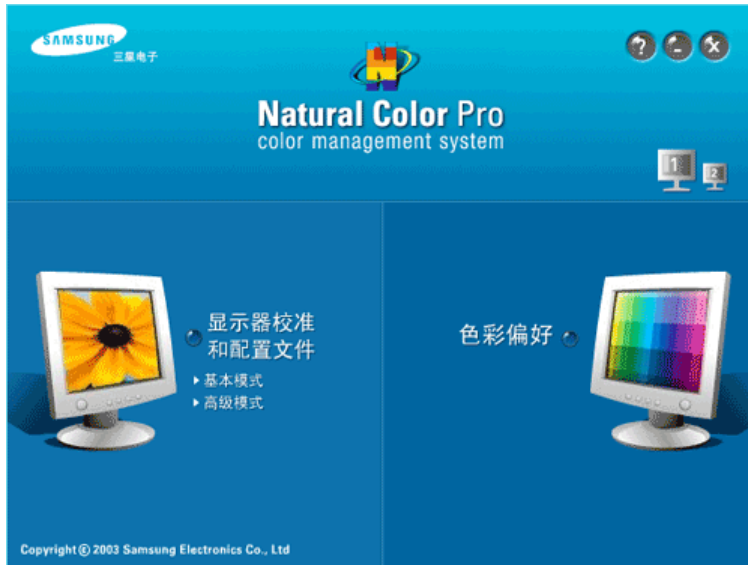 SAMSUNG
三星电子
Natural Color Pro
color management system
1
2
显示器校准
和配置文件
基本模式
高级模式
色彩偏好
Copyright © 2003 Samsung Electronics Co., Ltd